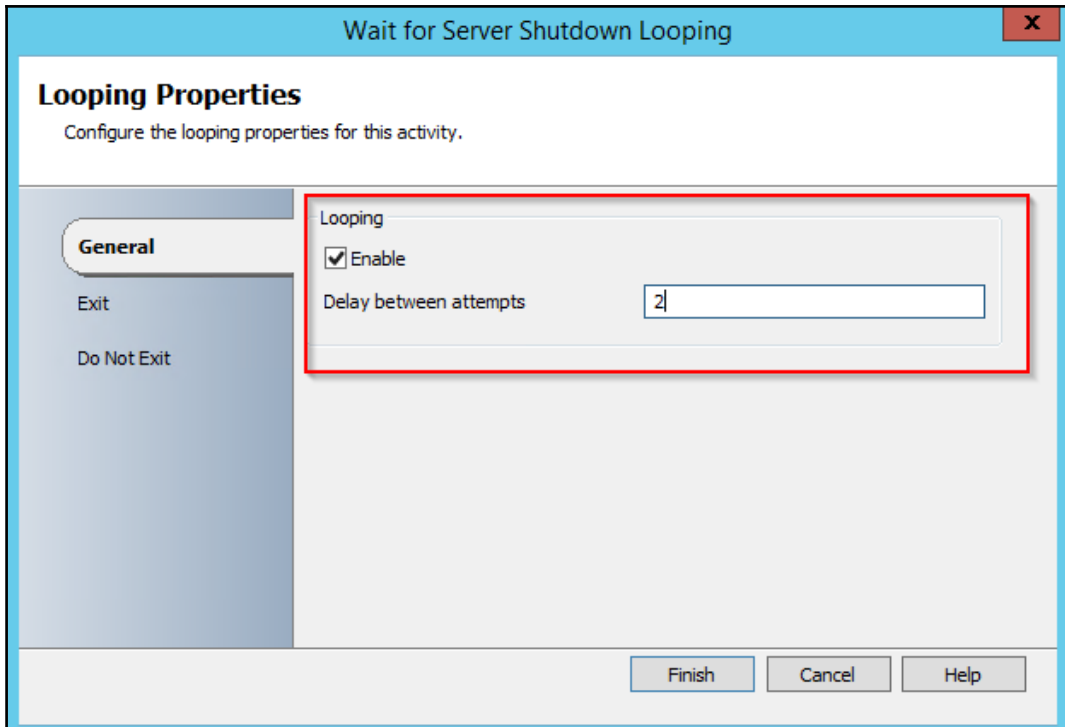 Wait for Server Shutdown Looping
x
Looping Properties
Configure the looping properties for this activity.
General
Exit
Do Not Exit
Looping
Enable
Delay between attempts
2
Finish
Cancel
Help